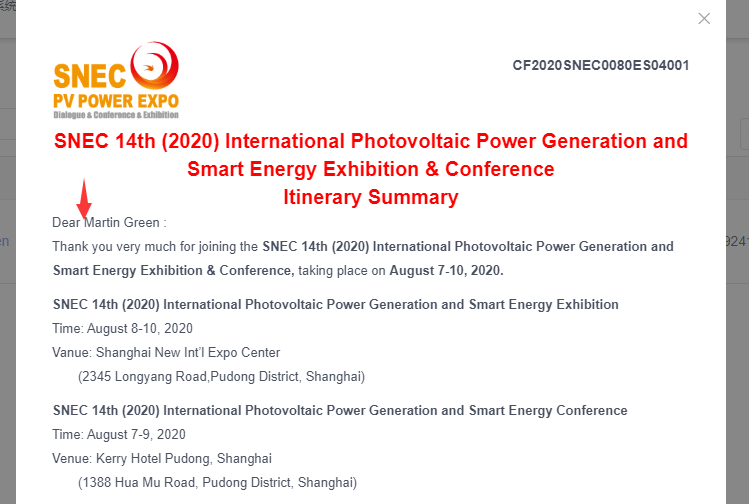 系统
SNEC
PV POWER EXPO
Dialogue & Conference & Exhibition
CF2020SNEC0080ES04001
SNEC 14th (2020) International Photovoltaic Power Generation and
Smart Energy Exhibition & Conference
Itinerary Summary
Dear Martin Green :
Thank you very much for joining the SNEC 14th (2020) International Photovoltaic Power Generation and
Smart Energy Exhibition & Conference, taking place on August 7-10, 2020.
SNEC 14th (2020) International Photovoltaic Power Generation and Smart Energy Exhibition
Time: August 8-10, 2020
Vanue: Shanghai New Int'l Expo Center
(2345 Longyang Road,Pudong District, Shanghai)
SNEC 14th (2020) International Photovoltaic Power Generation and Smart Energy Conference
Time: August 7-9, 2020
Venue: Kerry Hotel Pudong, Shanghai
(1388 Hua Mu Road, Pudong District, Shanghai)